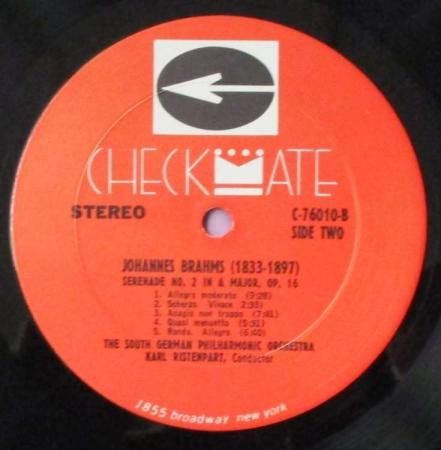 CHECKMATE
STEREO
C-76010-B
SIDE TWO
JOHANNES BRAHMS (1833-1897)
SERENADE NO. 2 IN A MAJOR, OP. 16
1. Allegro moderato (9:28)
2. Scherzo. Vivace 2:33)
3. Adagio non troppo (7:41)
4. Quasi menuetto (5:31)
5. Rondo. Allegro (6:40)
THE SOUTH GERMAN PHILHARMONIC ORCHESTRA
KARL RISTENPART, Conductor
1855 broadway new york